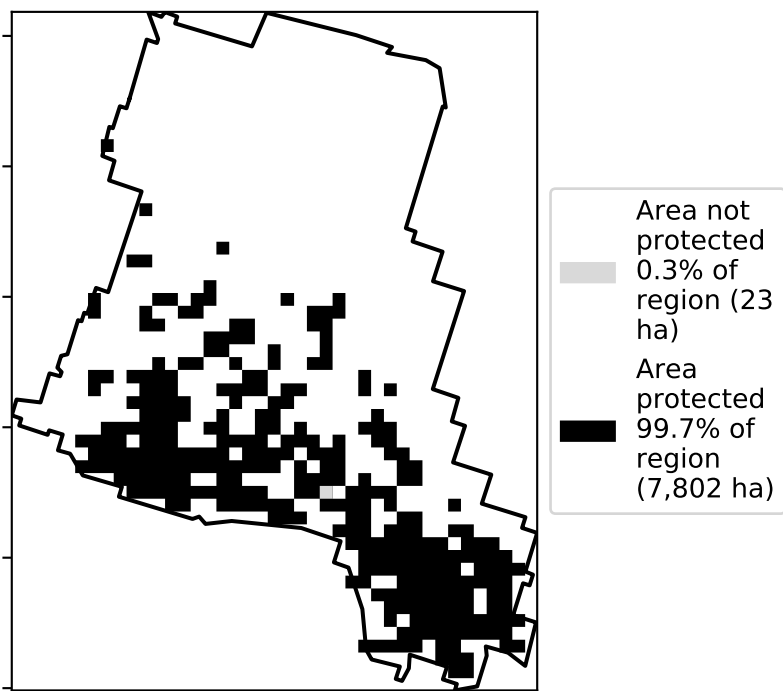 Area not
protected
0.3% of
region (23
ha)
Area
protected
99.7% of
region
(7,802 ha)